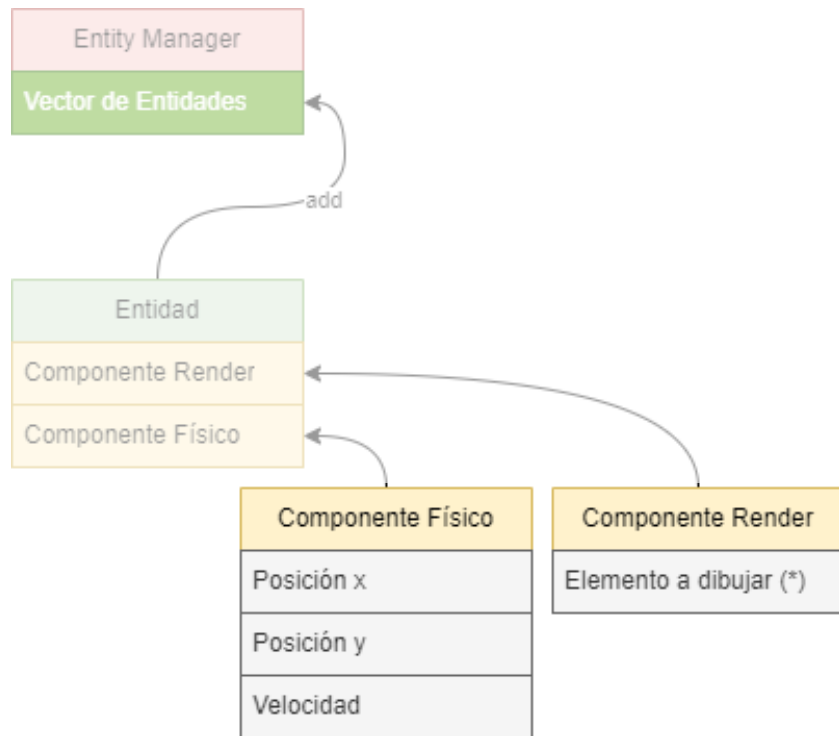 Entity Manager
Vector de Entidades
add
Entidad
Componente Render
Componente Físico
Componente Físico
Posición x
Posición y
Velocidad
Componente Render
Elemento a dibujar (*)